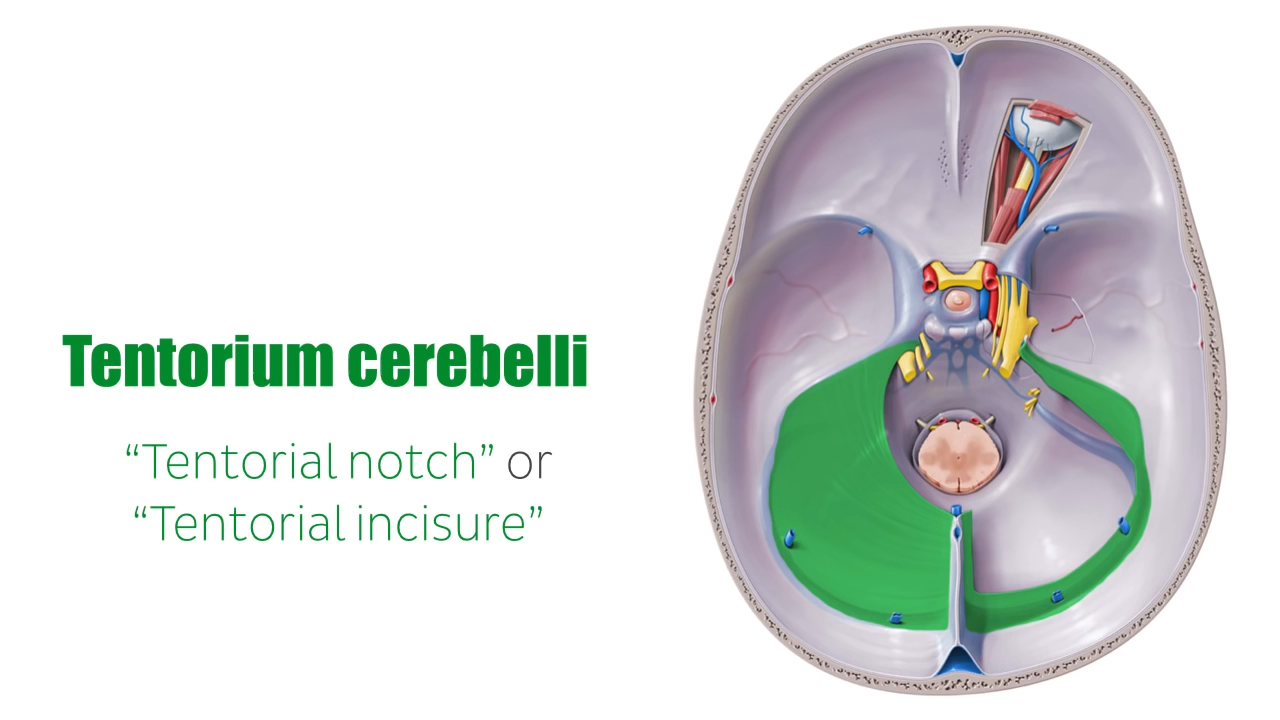 Tentorium cerebelli
“Tentorial notch” or
“Tentorial incisure”